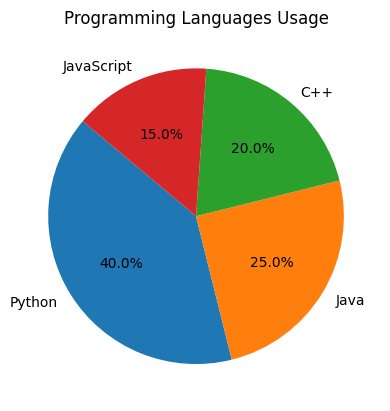 Programming Languages Usage
JavaScript
C++
15.0%
20.0%
40.0%
25.0%
Python
Java